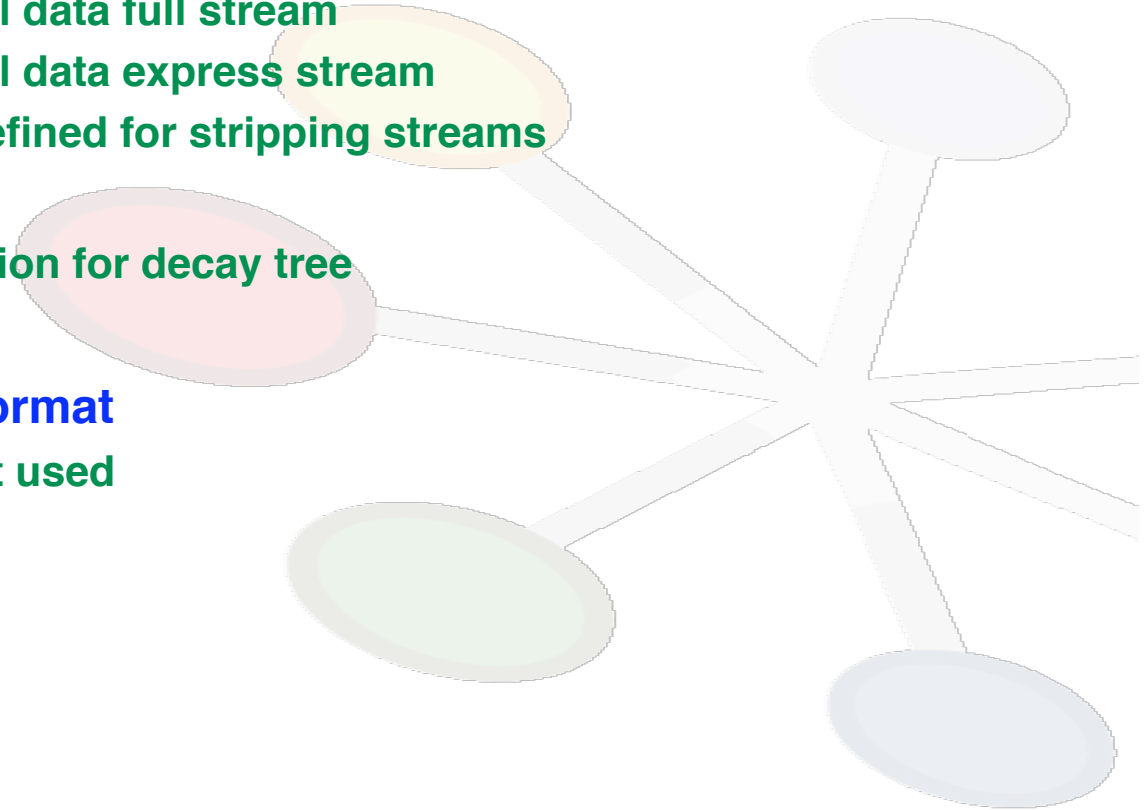 l data full stream
l data express stream
efined for stripping streams
ion for decay tree
ormat
t used